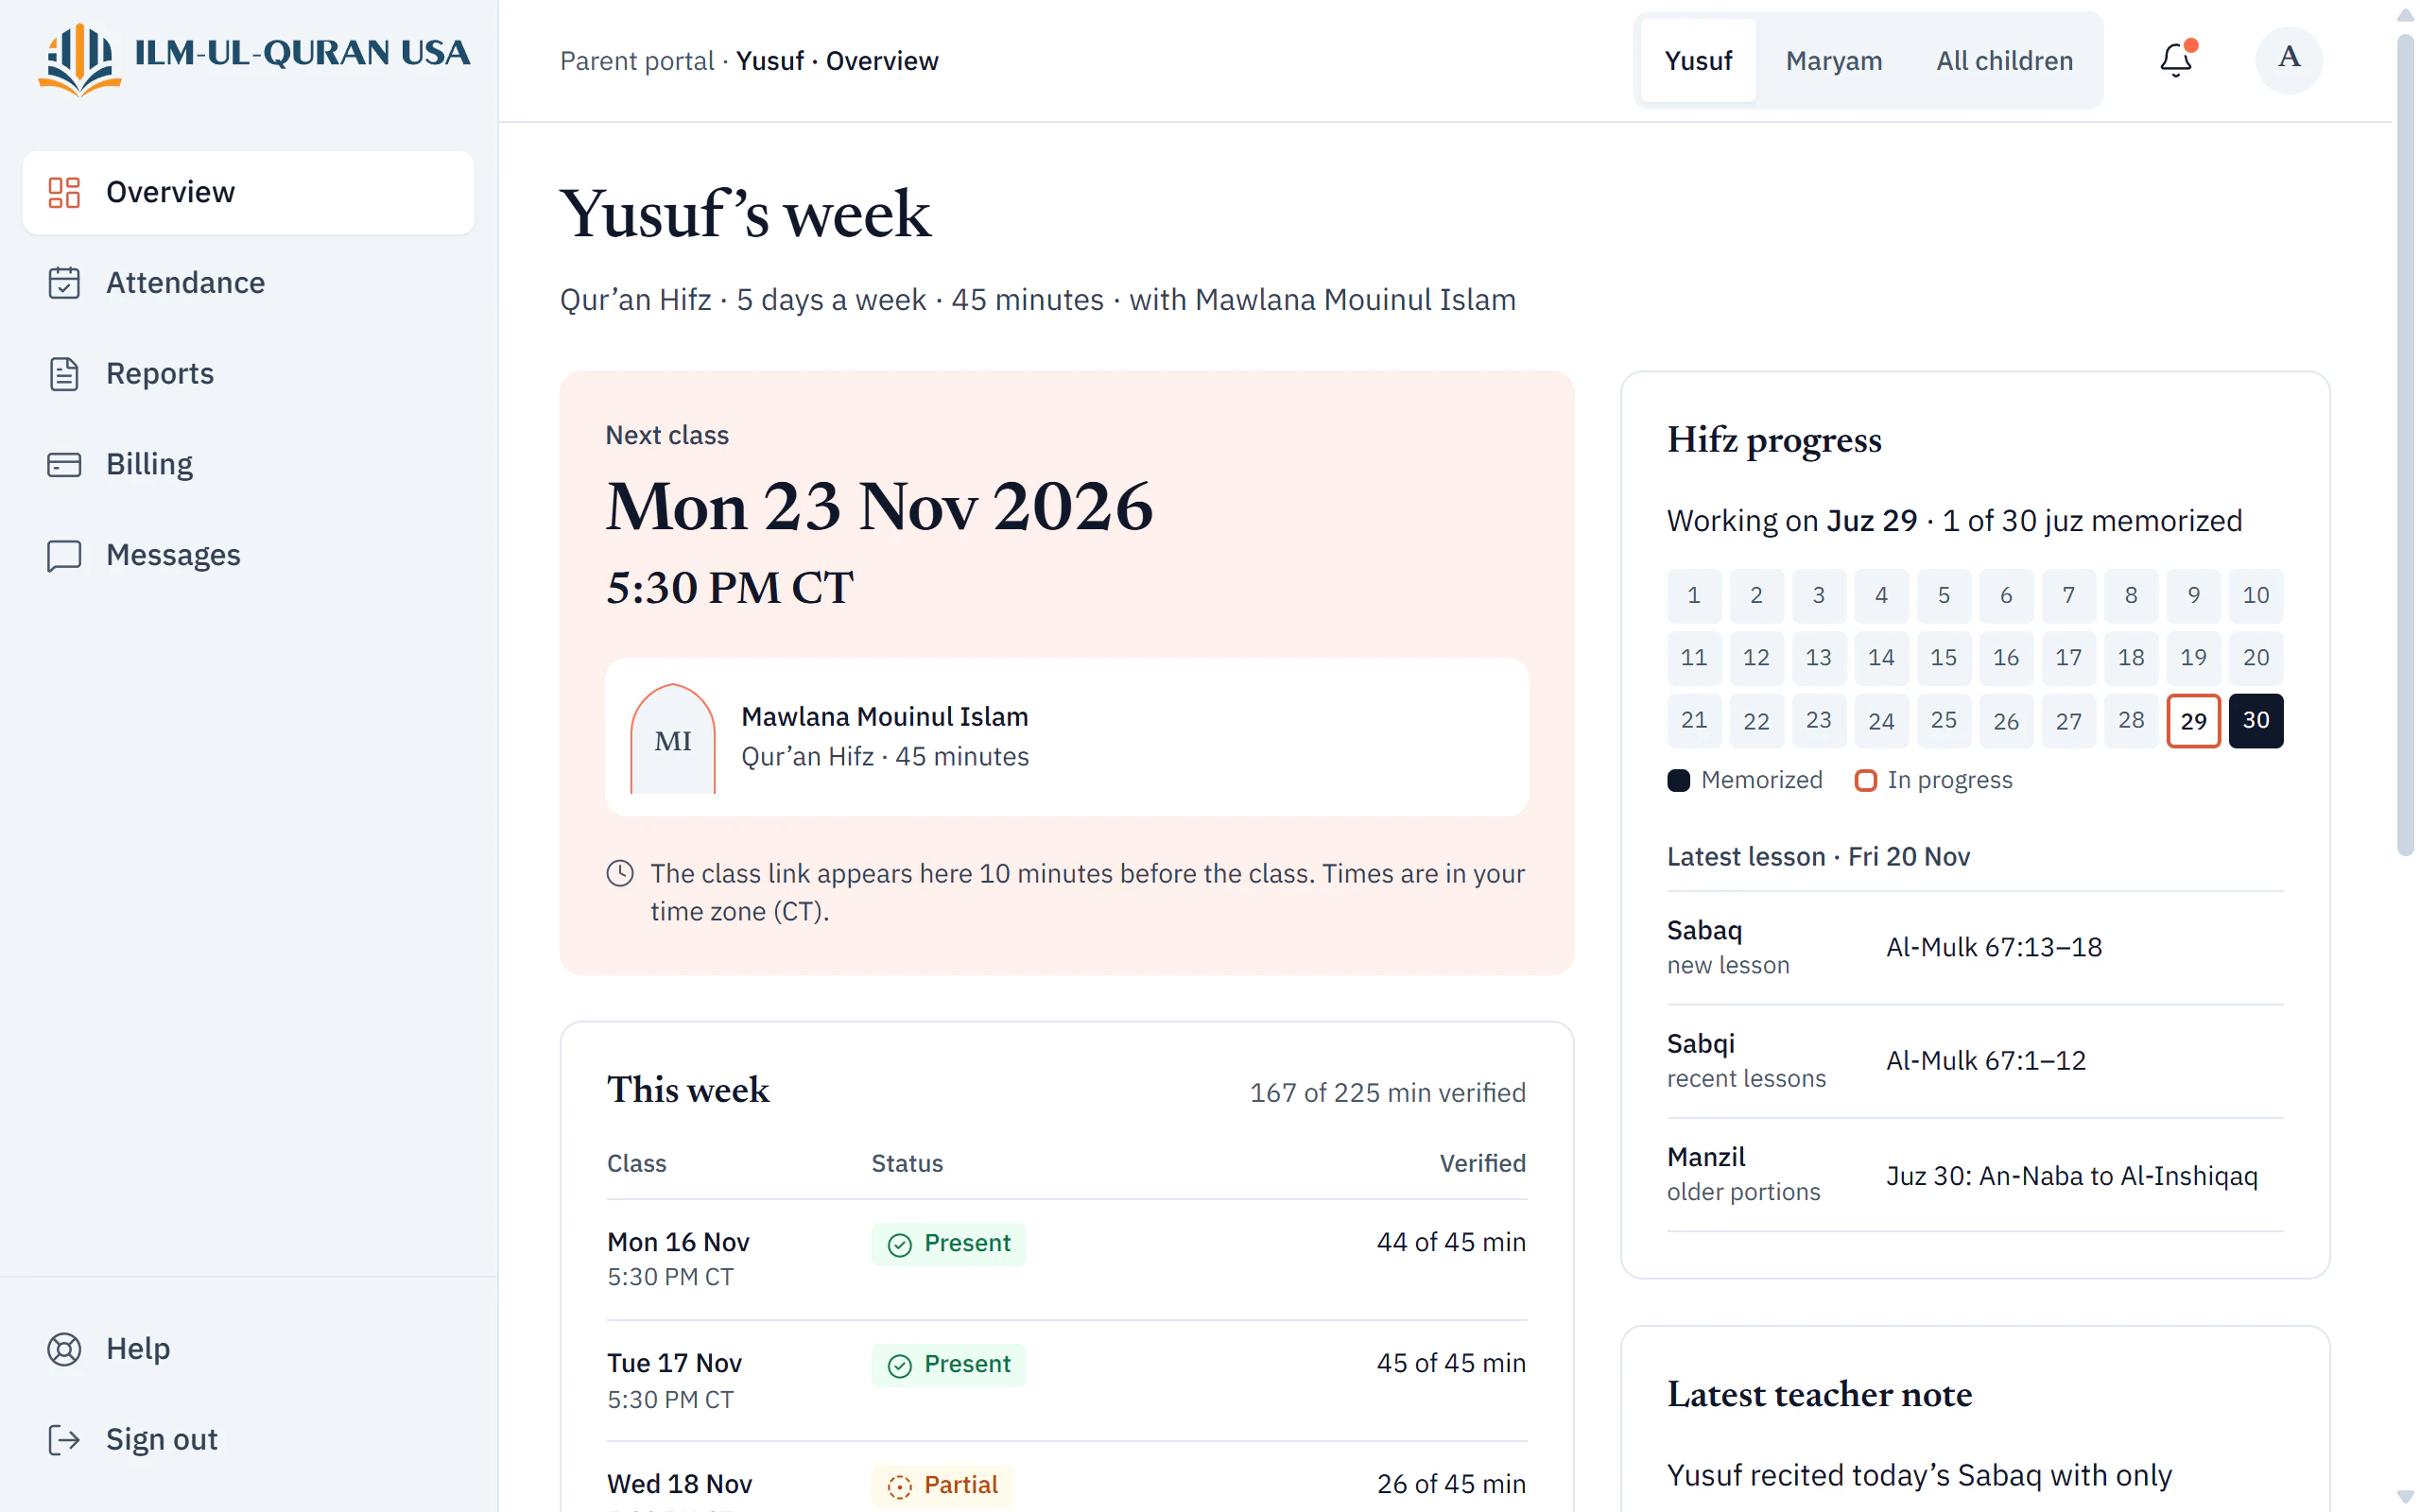 ILM-UL-QURAN USA
Overview
Attendance
Reports
Billing
Messages
Help
Sign out
Parent portal · Yusuf · Overview
Yusuf
Maryam
All children
A
Yusuf’s week
Qur’an Hifz · 5 days a week · 45 minutes · with Mawlana Mouinul Islam
Next class
Mon 23 Nov 2026
5:30 PM CT
MI
Mawlana Mouinul Islam
Qur’an Hifz · 45 minutes
The class link appears here 10 minutes before the class. Times are in your
time zone (CT).
This week
167 of 225 min verified
Class Status Verified
Mon 16 Nov Present 44 of 45 min
5:30 PM CT
Tue 17 Nov Present 45 of 45 min
5:30 PM CT
Wed 18 Nov Partial 26 of 45 min
Hifz progress
Working on Juz 29 · 1 of 30 juz memorized
1 2 3 4 5 6 7 8 9 10
11 12 13 14 15 16 17 18 19 20
21 22 23 24 25 26 27 28 29 30
Memorized In progress
Latest lesson · Fri 20 Nov
Sabaq
new lesson
Al-Mulk 67:13–18
Sabqi
recent lessons
Al-Mulk 67:1–12
Manzil
older portions
Juz 30: An-Naba to Al-Inshiqaq
Latest teacher note
Yusuf recited today’s Sabaq with only